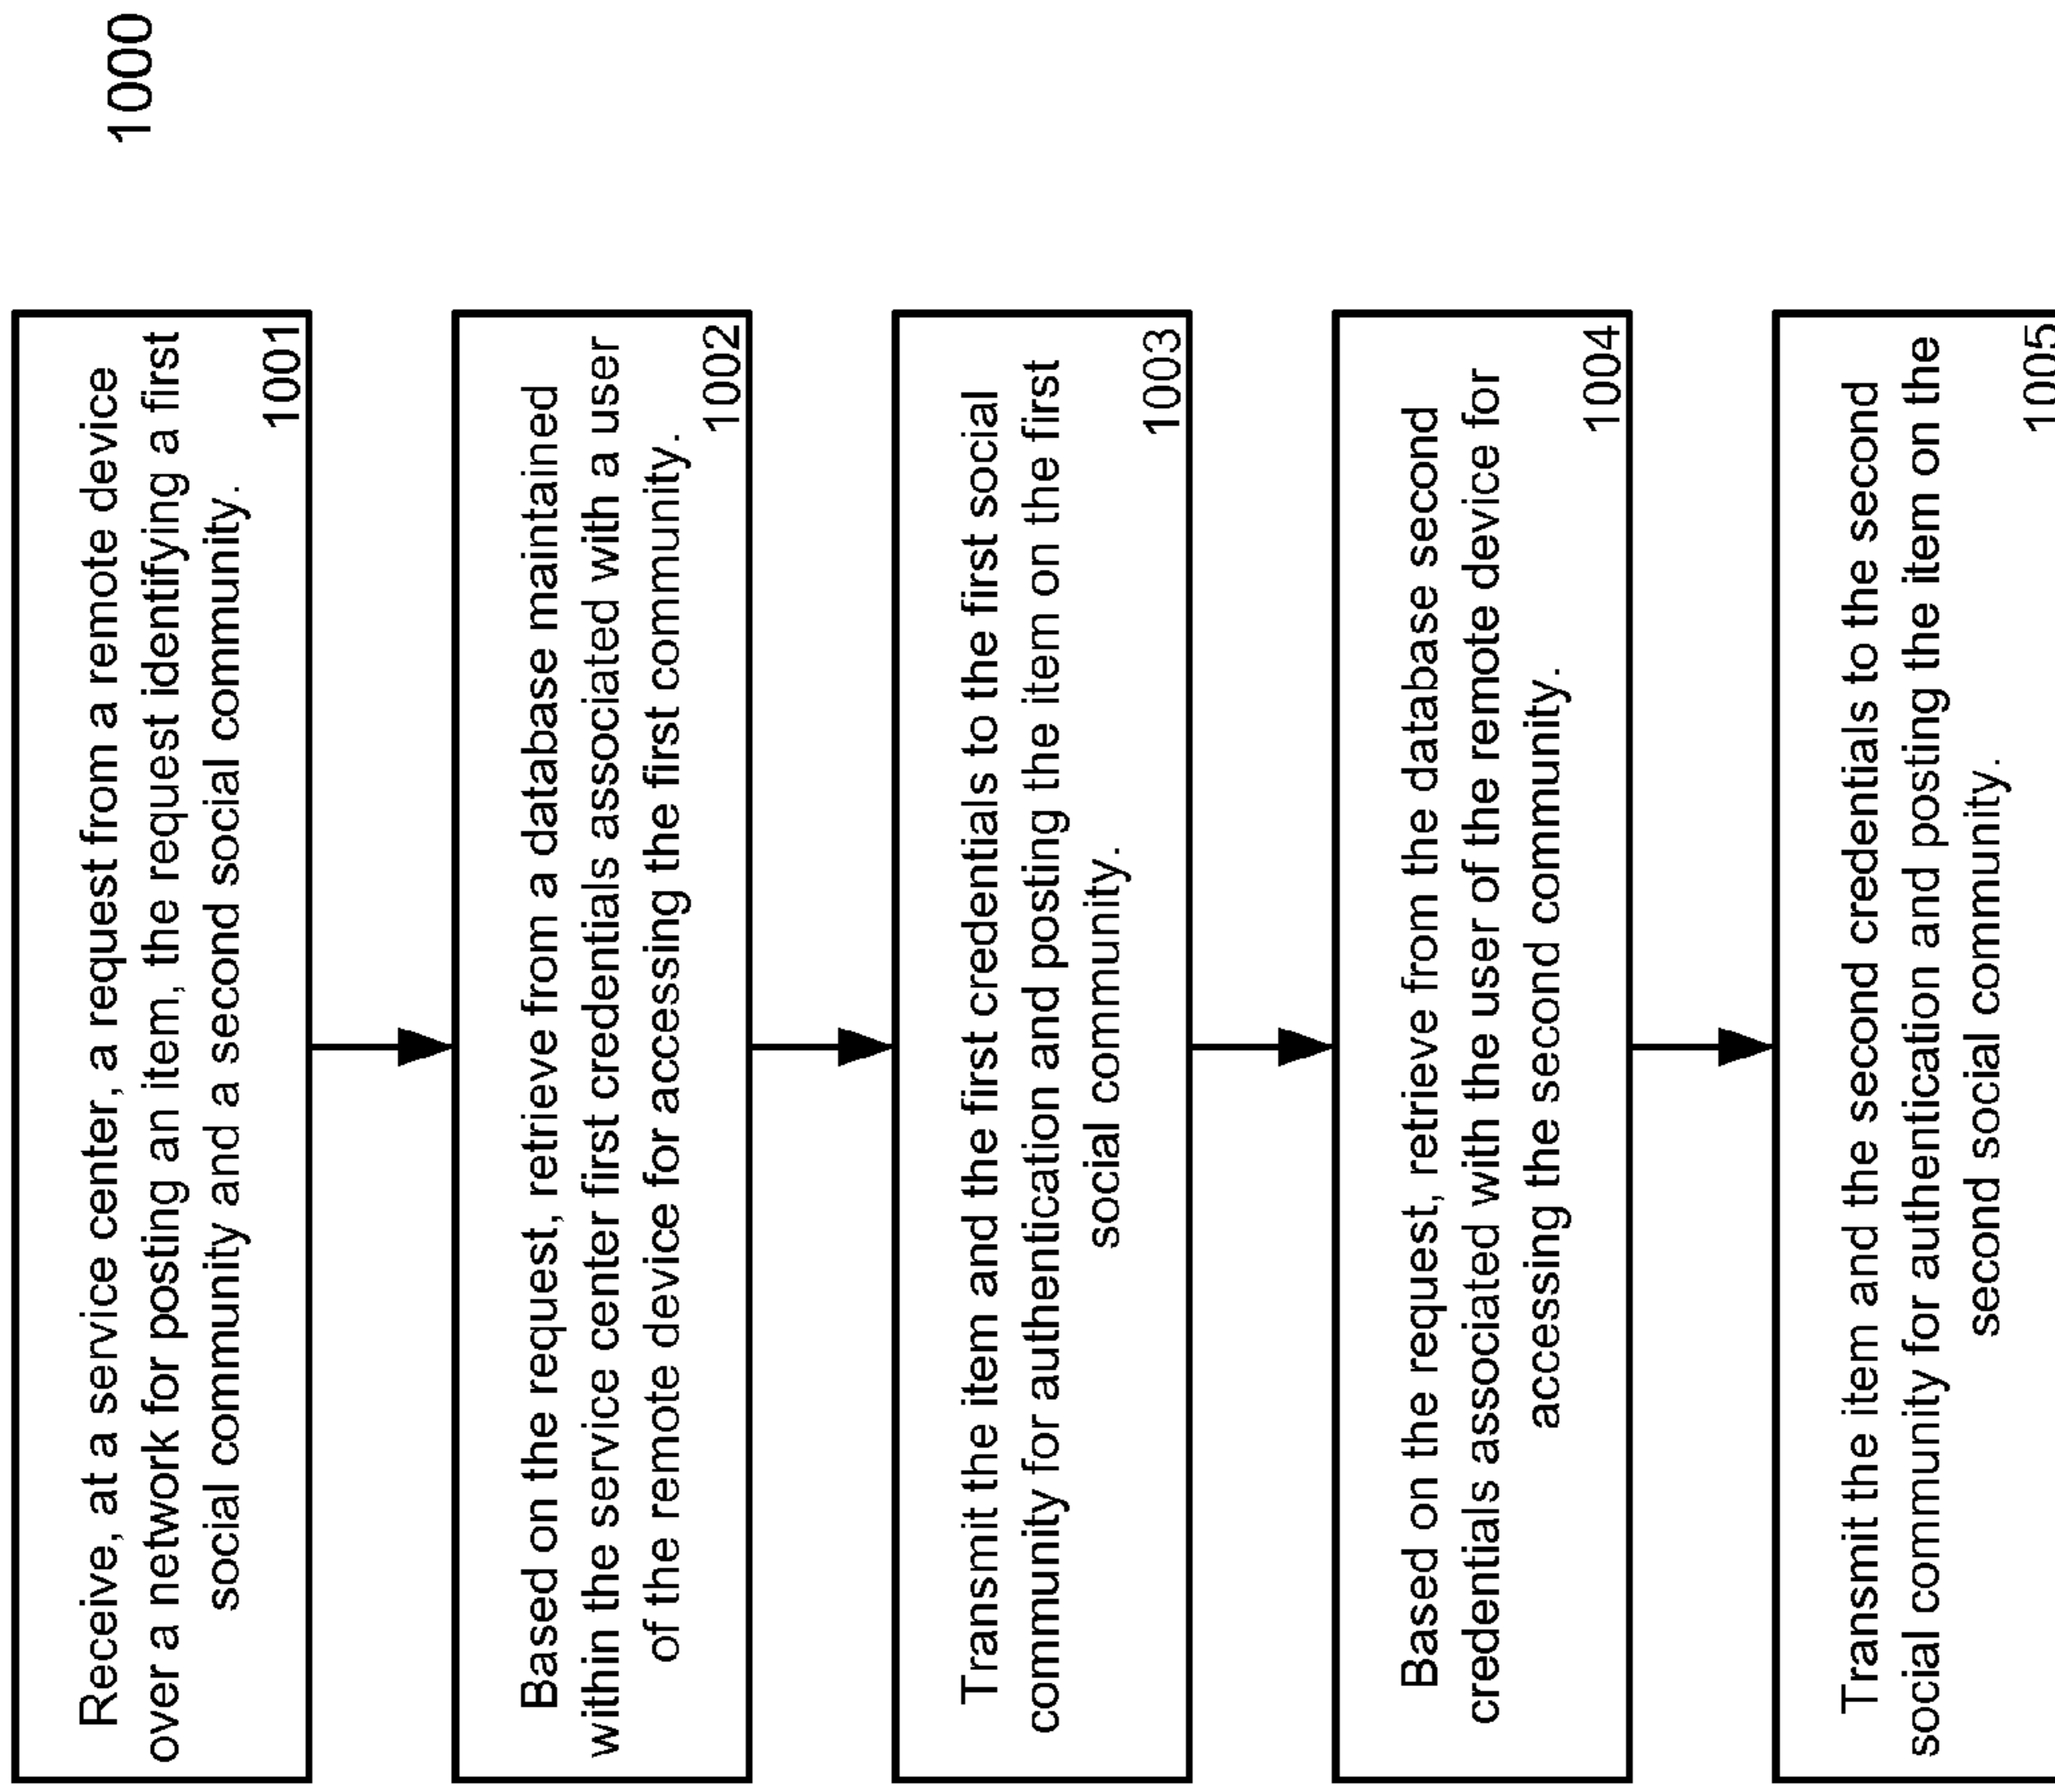 1000
Receive, at a service center, a request from a remote device
over a network for posting an item, the request identifying a first
social community and a second social community.
1001
Based on the request, retrieve from a database maintained
within the service center first credentials associated with a user
of the remote device for accessing the first community.
1002
Transmit the item and the first credentials to the first social
community for authentication and posting the item on the first
social community.
1003
Based on the request, retrieve from the database second
credentials associated with the user of the remote device for
accessing the second community.
1004
Transmit the item and the second credentials to the second
social community for authentication and posting the item on the
second social community.
1005